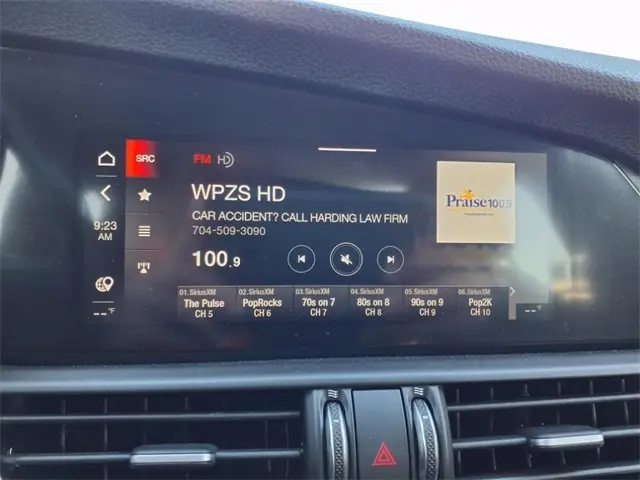 SRC
FM HD
WPZS HD
CAR ACCIDENT? CALL HARDING LAW FIRM
704-509-3090
Praise 100.9
9:23
AM
100.9
01.SiriusXM
The Pulse
CH 5
02.SiriusXM
PopRocks
CH 6
03.SiriusXM
70s on 7
CH 7
04.SiriusXM
80s on 8
CH 8
05.SiriusXM
90s on 9
CH 9
06.SiriusXM
Pop2K
CH 10
--°F
--°F